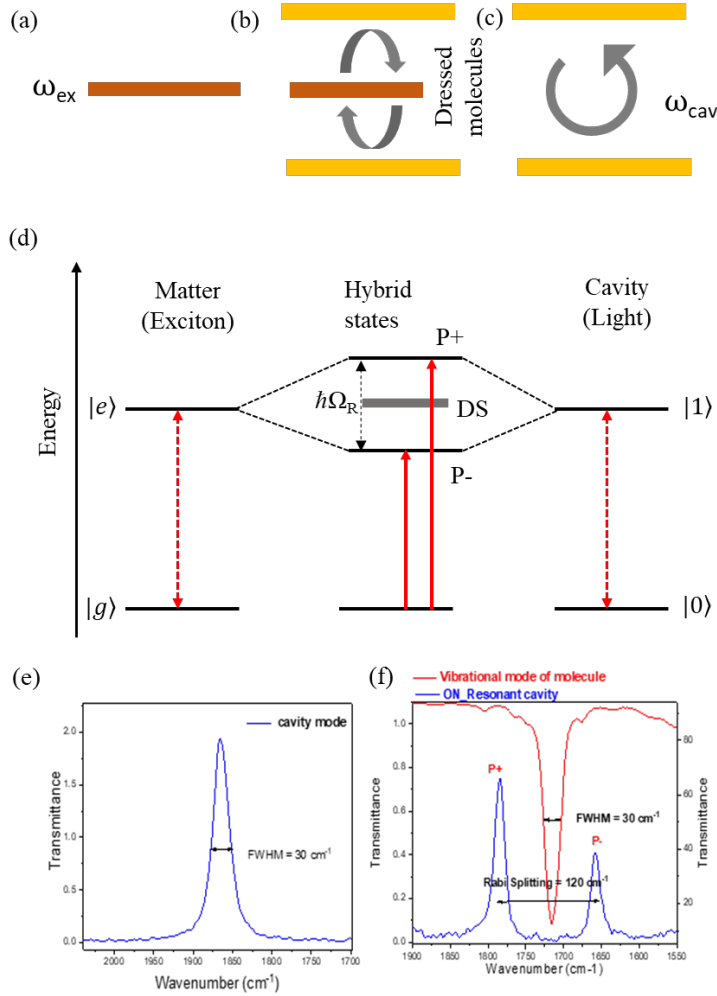 (a)
(b)
(c)
ω_ex
Dressed
molecules
ω_cav
(d)
Energy
Matter
(Exciton)
Hybrid
states
Cavity
(Light)
P+
|e⟩
ℏΩ_R
DS
|1⟩
P-
|g⟩
|0⟩
(e)
cavity mode
Transmittance
2.0
1.5
1.0
0.5
0.0
FWHM = 30 cm⁻¹
2000 1950 1900 1850 1800 1750 1700
Wavenumber (cm⁻¹)
(f)
Vibrational mode of molecule
ON_Resonant cavity
Transmittance
1.0
0.8
0.6
0.4
0.2
0.0
P+
FWHM = 30 cm⁻¹
P-
Rabi Splitting = 120 cm⁻¹
80
60
40
20
Transmittance
1900 1850 1800 1750 1700 1650 1600 1550
Wavenumber (cm-1)